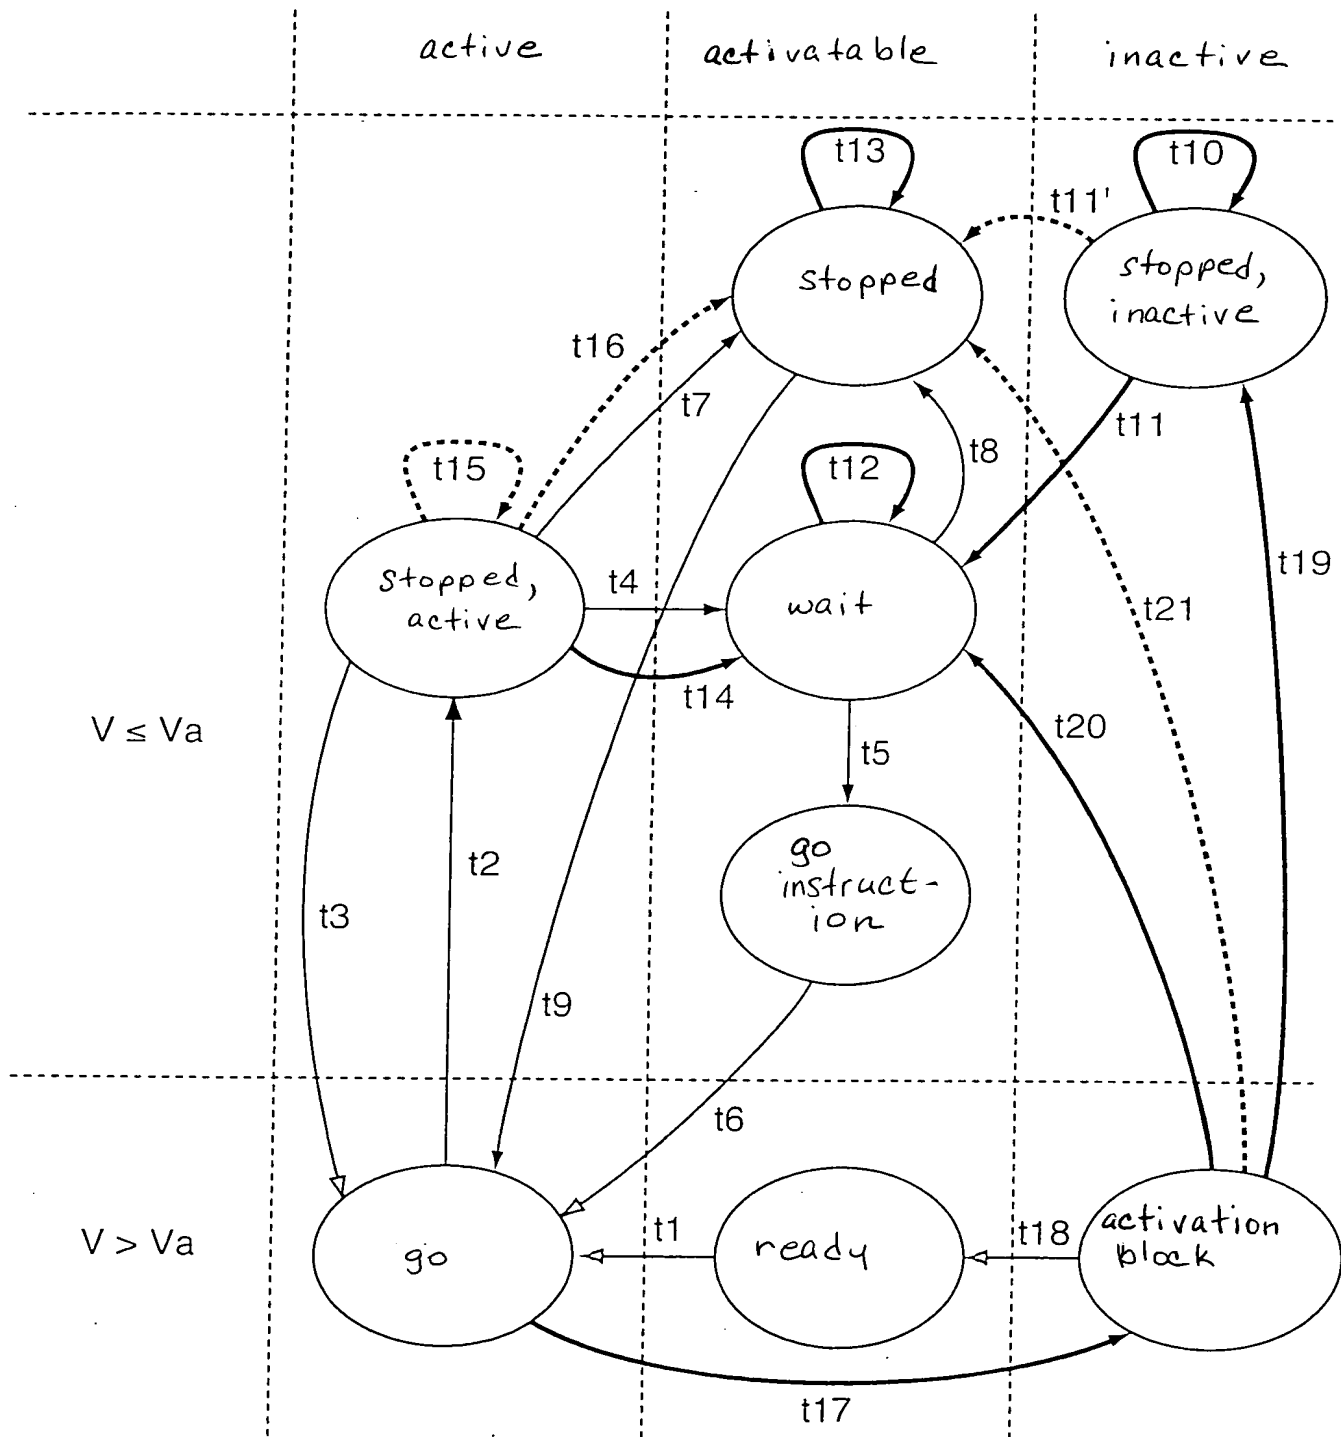 active
activatable
inactive
t13
t10
t11'
stopped
stopped,
inactive
t16
t7
t11
t15
t12
t8
t19
stopped,
active
t4
wait
t21
t14
V ≤ Va
t20
t5
t2
go
instruct-
ion
t3
t9
t6
V > Va
go
t1
ready
t18
activation
block
t17